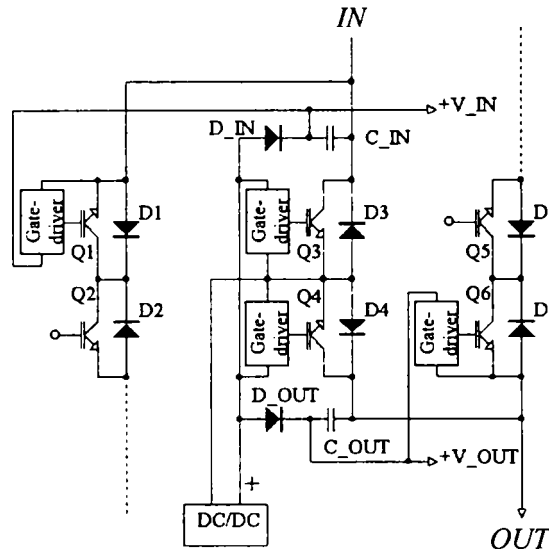 IN
+V_IN
D_IN
C_IN
Gate-
driver
Q1
D1
Gate-
driver
Q3
D3
Q5
D
Q2
D2
Gate-
driver
Q4
D4
Gate-
driver
Q6
D
D_OUT
C_OUT
+V_OUT
+
DC/DC
OUT